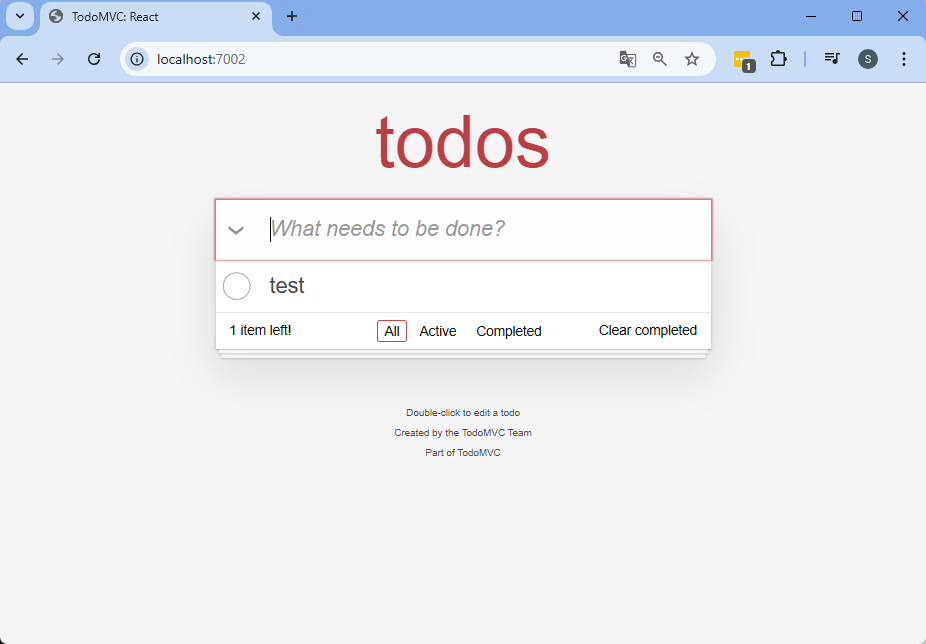 TodoMVC: React
localhost:7002
1
S
todos
What needs to be done?
test
1 item left! All Active Completed Clear completed
Double-click to edit a todo
Created by the TodoMVC Team
Part of TodoMVC